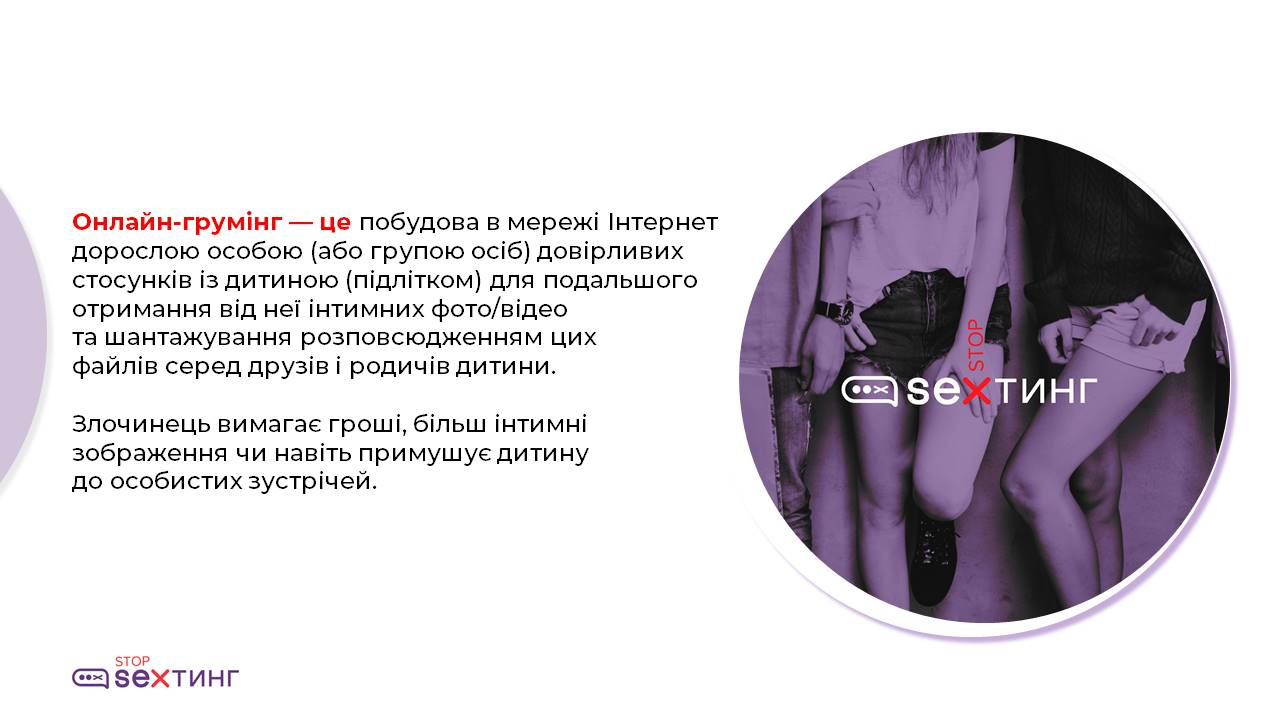 Онлайн-грумінг — це побудова в мережі Інтернет
дорослою особою (або групою осіб) довірливих
стосунків із дитиною (підлітком) для подальшого
отримання від неї інтимних фото/відео
та шантажування розповсюдженням цих
файлів серед друзів і родичів дитини.
Злочинець вимагає гроші, більш інтимні
зображення чи навіть примушує дитину
до особистих зустрічей.
STOP
sexтинг
STOP
sexтинг